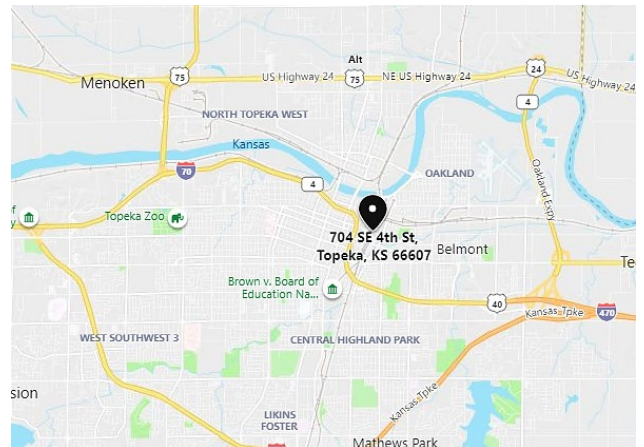 Alt
75
75
US Highway 24
NE US Highway 24
24
US Highway 24
Menoken
4
NORTH TOPEKA WEST
Kansas
70
4
OAKLAND
Oakland Expy
Topeka Zoo
704 SE 4th St,
Topeka, KS 66607
Belmont
Brown v. Board of
Education Na...
40
Kansas Tpke
470
WEST SOUTHWEST 3
CENTRAL HIGHLAND PARK
Kansas Tpke
LIKINS
FOSTER
Mathews Park